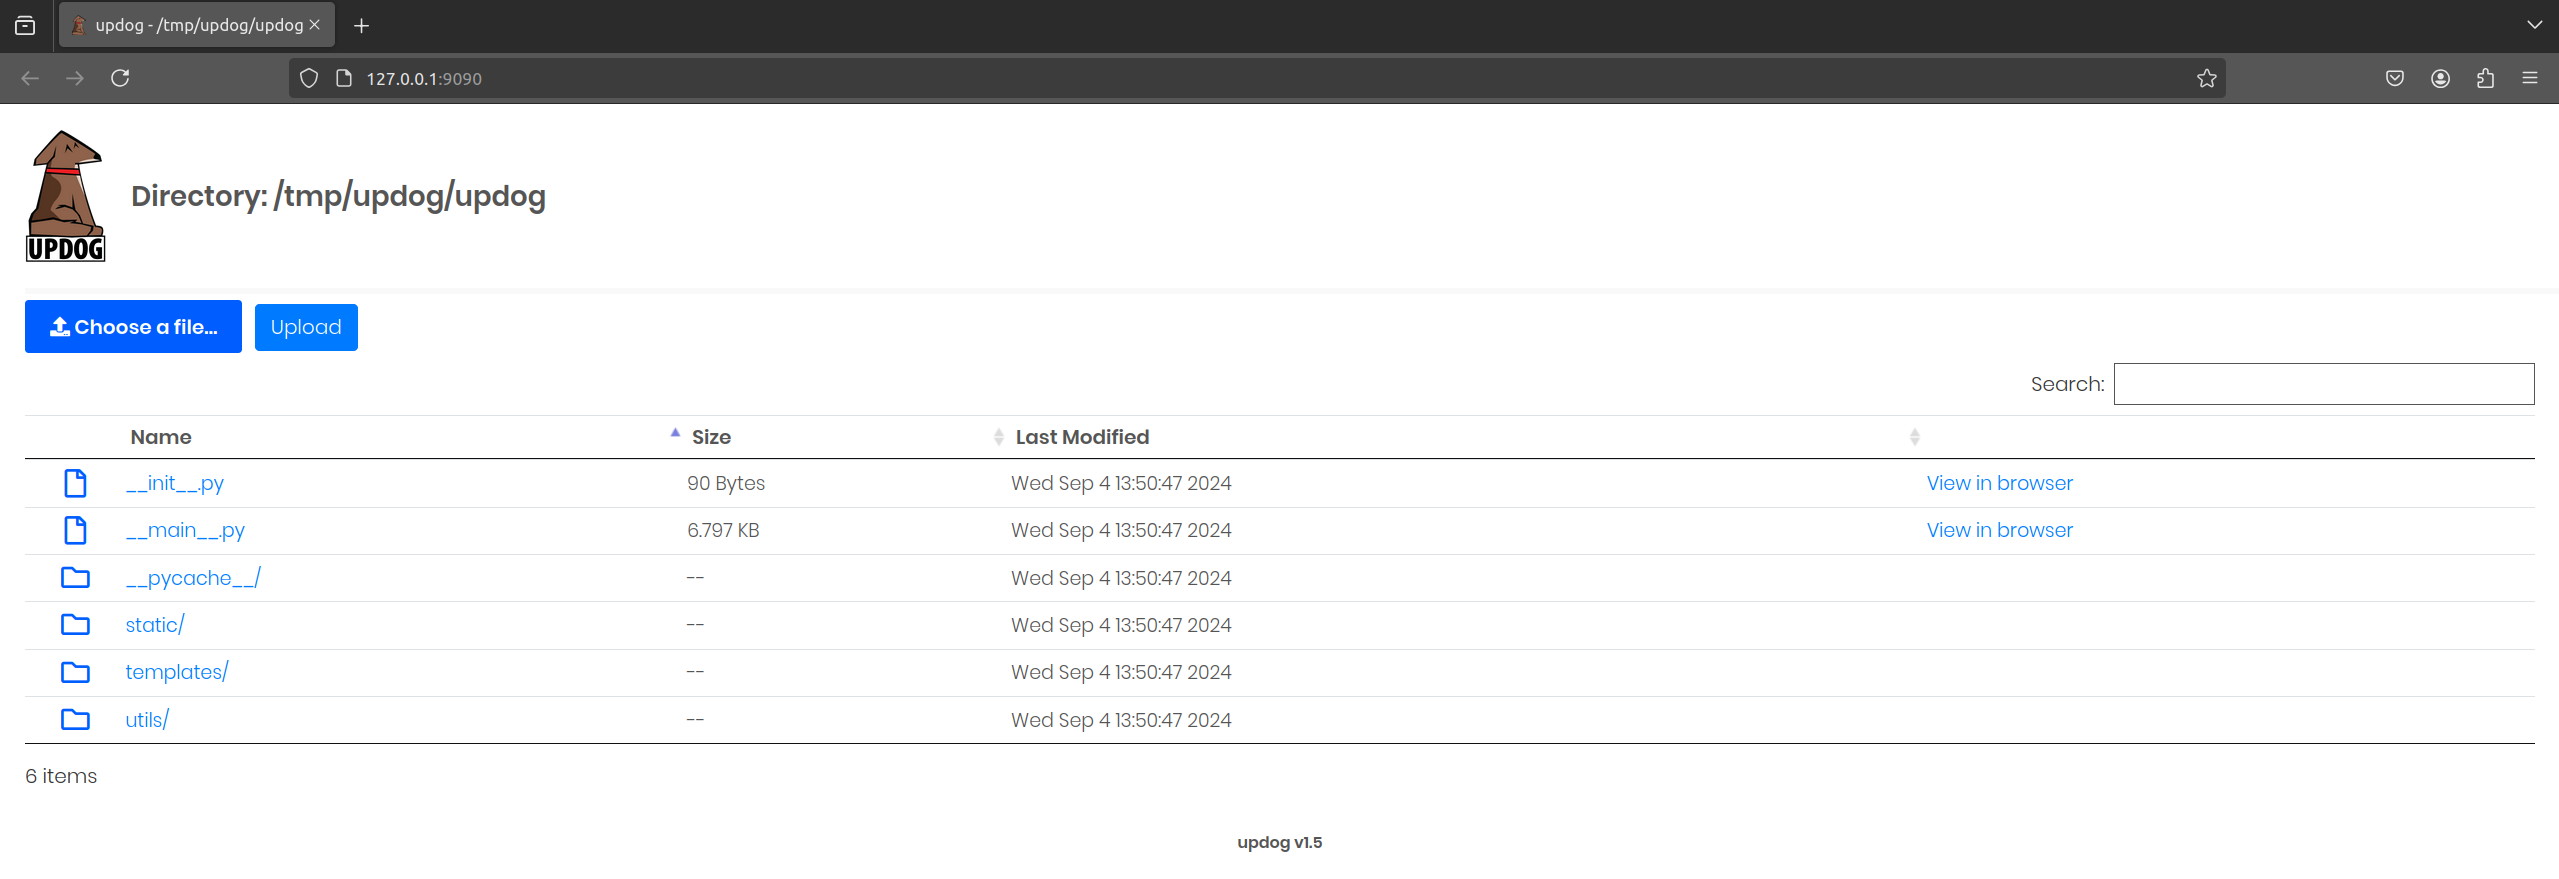 updog - /tmp/updog/updog
127.0.0.1:9090
UPDOG
Directory: /tmp/updog/updog
Choose a file... Upload
Search:
Name Size Last Modified
__init__.py 90 Bytes Wed Sep 4 13:50:47 2024 View in browser
__main__.py 6.797 KB Wed Sep 4 13:50:47 2024 View in browser
__pycache__/ -- Wed Sep 4 13:50:47 2024
static/ -- Wed Sep 4 13:50:47 2024
templates/ -- Wed Sep 4 13:50:47 2024
utils/ -- Wed Sep 4 13:50:47 2024
6 items
updog v1.5